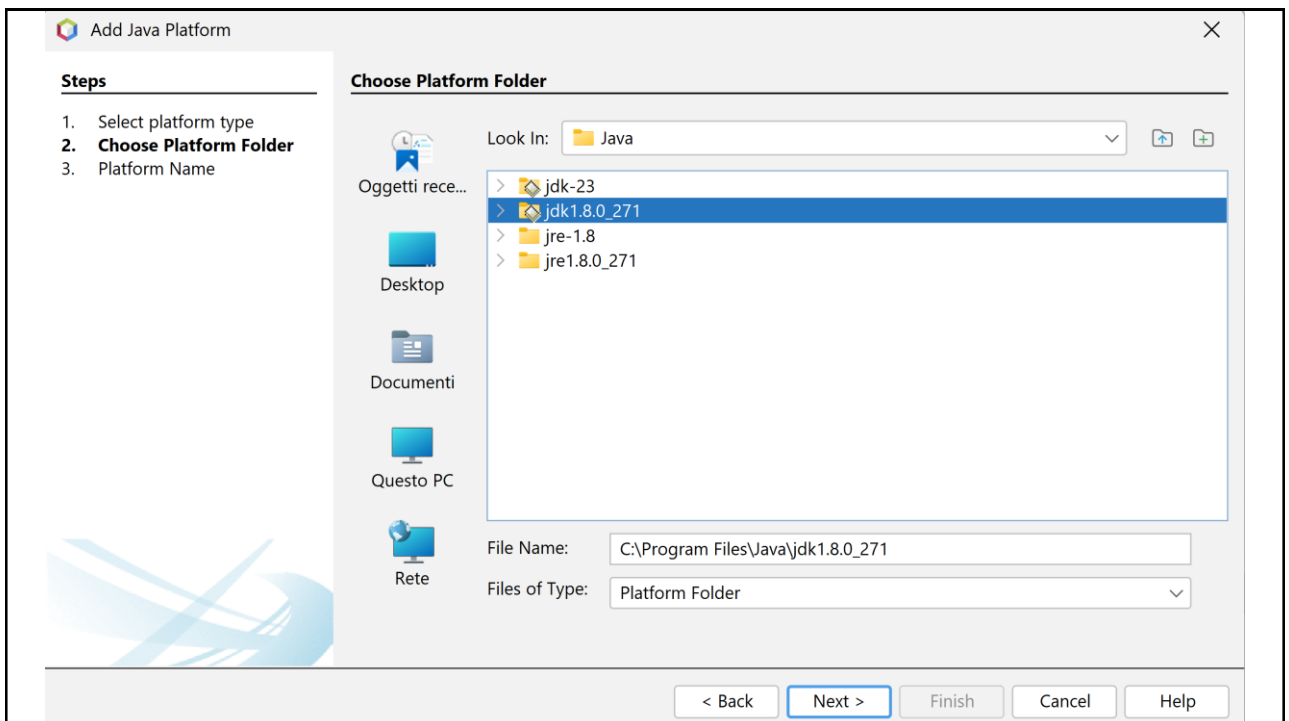 Add Java Platform
Steps
1. Select platform type
2. Choose Platform Folder
3. Platform Name
Choose Platform Folder
Look In: Java
Oggetti rece...
Desktop
Documenti
Questo PC
Rete
jdk-23
jdk1.8.0_271
jre-1.8
jre1.8.0_271
File Name: C:\Program Files\Java\jdk1.8.0_271
Files of Type: Platform Folder
< Back Next > Finish Cancel Help